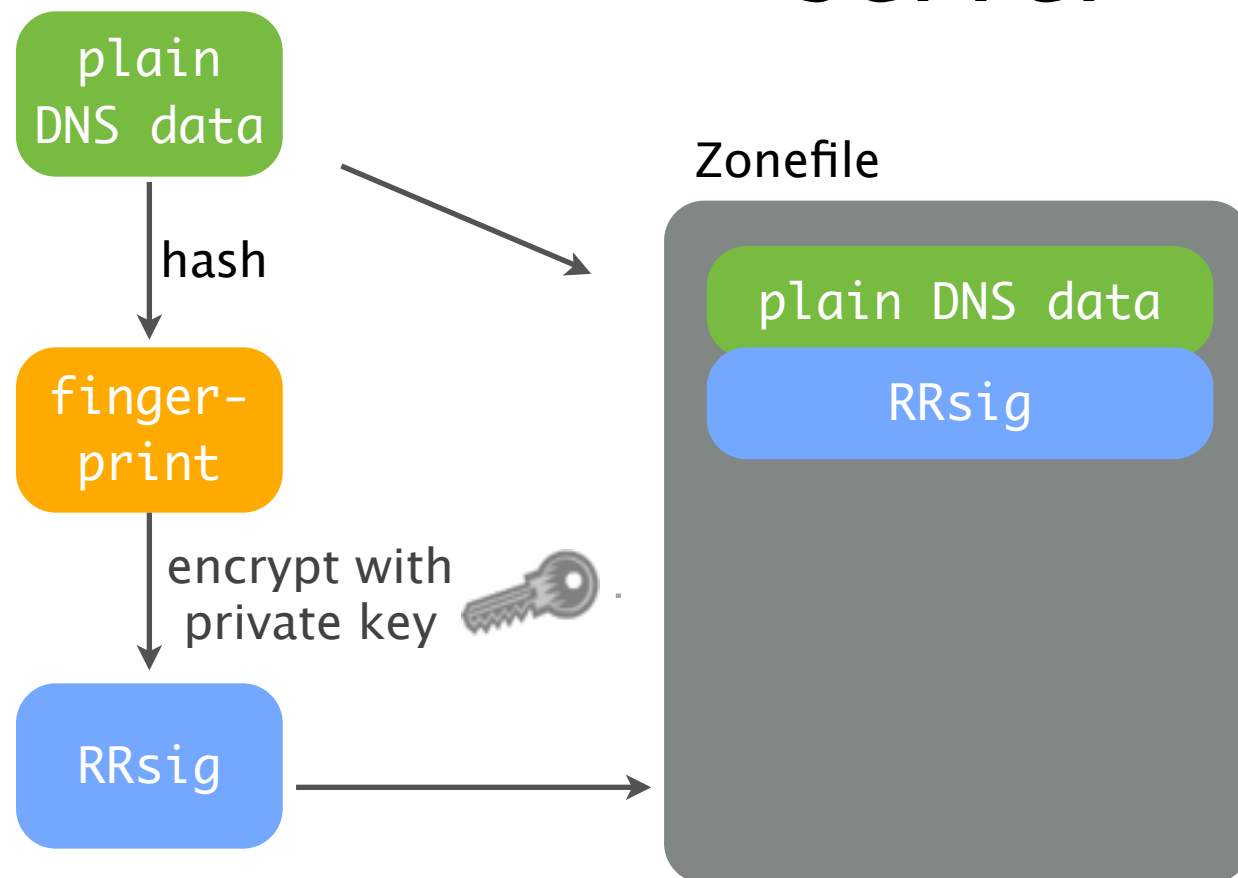 plain
DNS data
hash
finger-
print
encrypt with
private key
RRsig
Zonefile
plain DNS data
RRsig